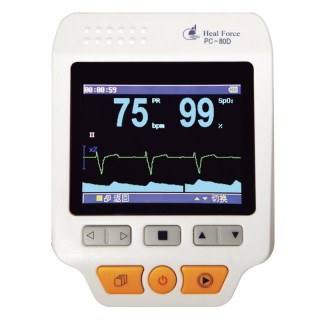 Heal Force
PC-80D
00:00:59
75 PR bpm
99 SpO₂ %
II
x2
返回 切换